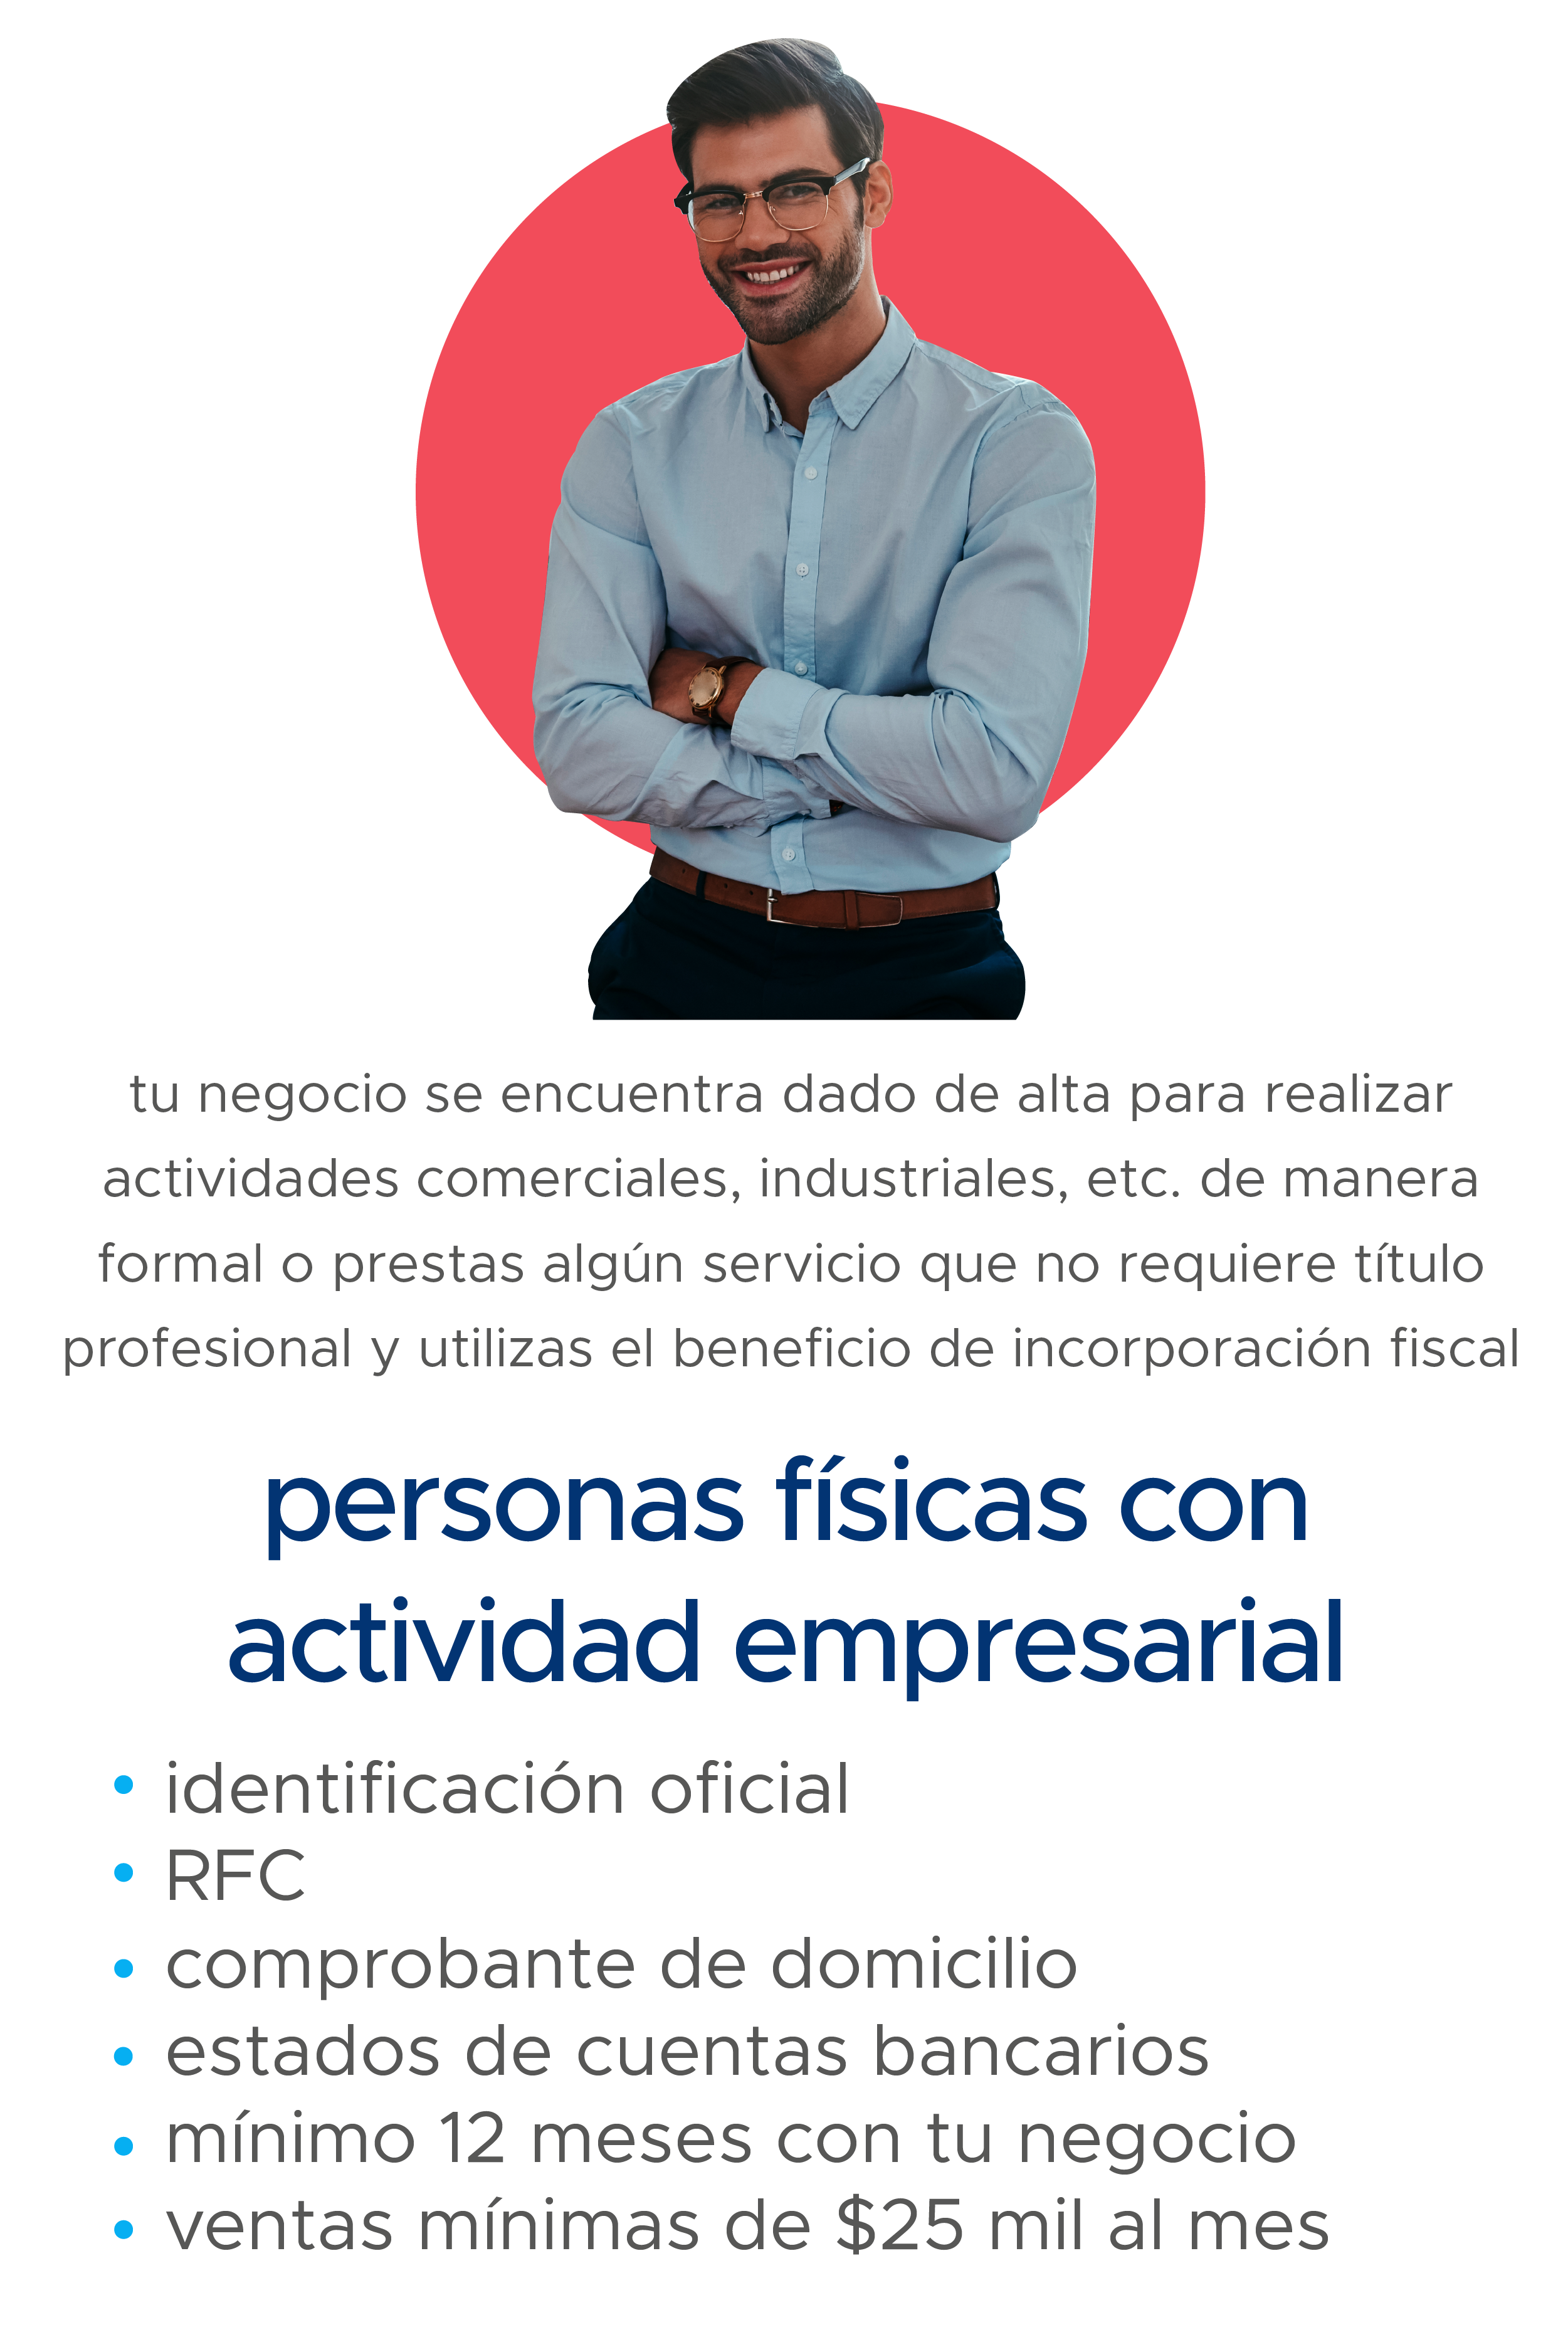 tu negocio se encuentra dado de alta para realizar
actividades comerciales, industriales, etc. de manera
formal o prestas algún servicio que no requiere título
profesional y utilizas el beneficio de incorporación fiscal
personas físicas con
actividad empresarial
• identificación oficial
• RFC
• comprobante de domicilio
• estados de cuentas bancarios
• mínimo 12 meses con tu negocio
• ventas mínimas de $25 mil al mes